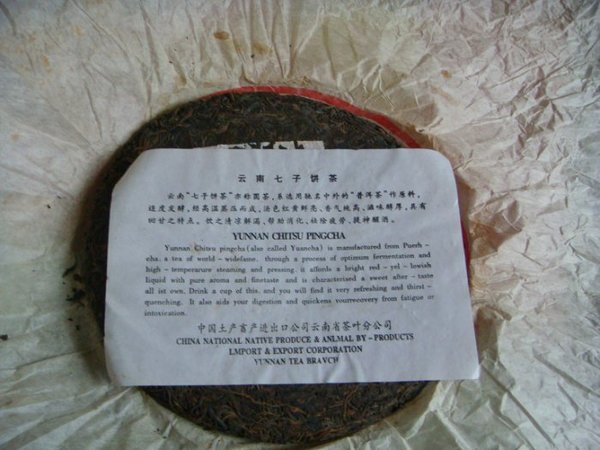 云南七子饼茶
云南“七子饼茶”亦称圆茶，系选用驰名中外的“普洱茶”作原料，
适度发酵，经高温蒸压而成，汤色红黄鲜亮、香气纯高、滋味醇厚，具有
回甘之特点。饮之清凉解渴、帮助消化、祛除疲劳、提神醒酒。
YUNNAN CHITSU PINGCHA
Yunnan Chitsu pingcha(also called Yuancha) is manufactured from Puerh-
cha, a tea of world-widefame. through a process of optimum fermentation and
high-temperanure steaming and pressing. it affords a bright red-yel-lowish
liquid with pure aroma and finetaste and is characterised a sweet after-taste
all ist own. Drink a cup of this. and you will find it very refreshing and thirst-
quenching. It also aids your digestion and quickens yourrecovery from fatigue or
intoxication.
中国土产畜产进出口公司云南省茶叶分公司
CHINA NATIONAL NATIVE PRODUCE & ANLMAL BY-PRODUCTS
LMPORT & EXPORT CORPORATION
YUNNAN TEA BRAVCH